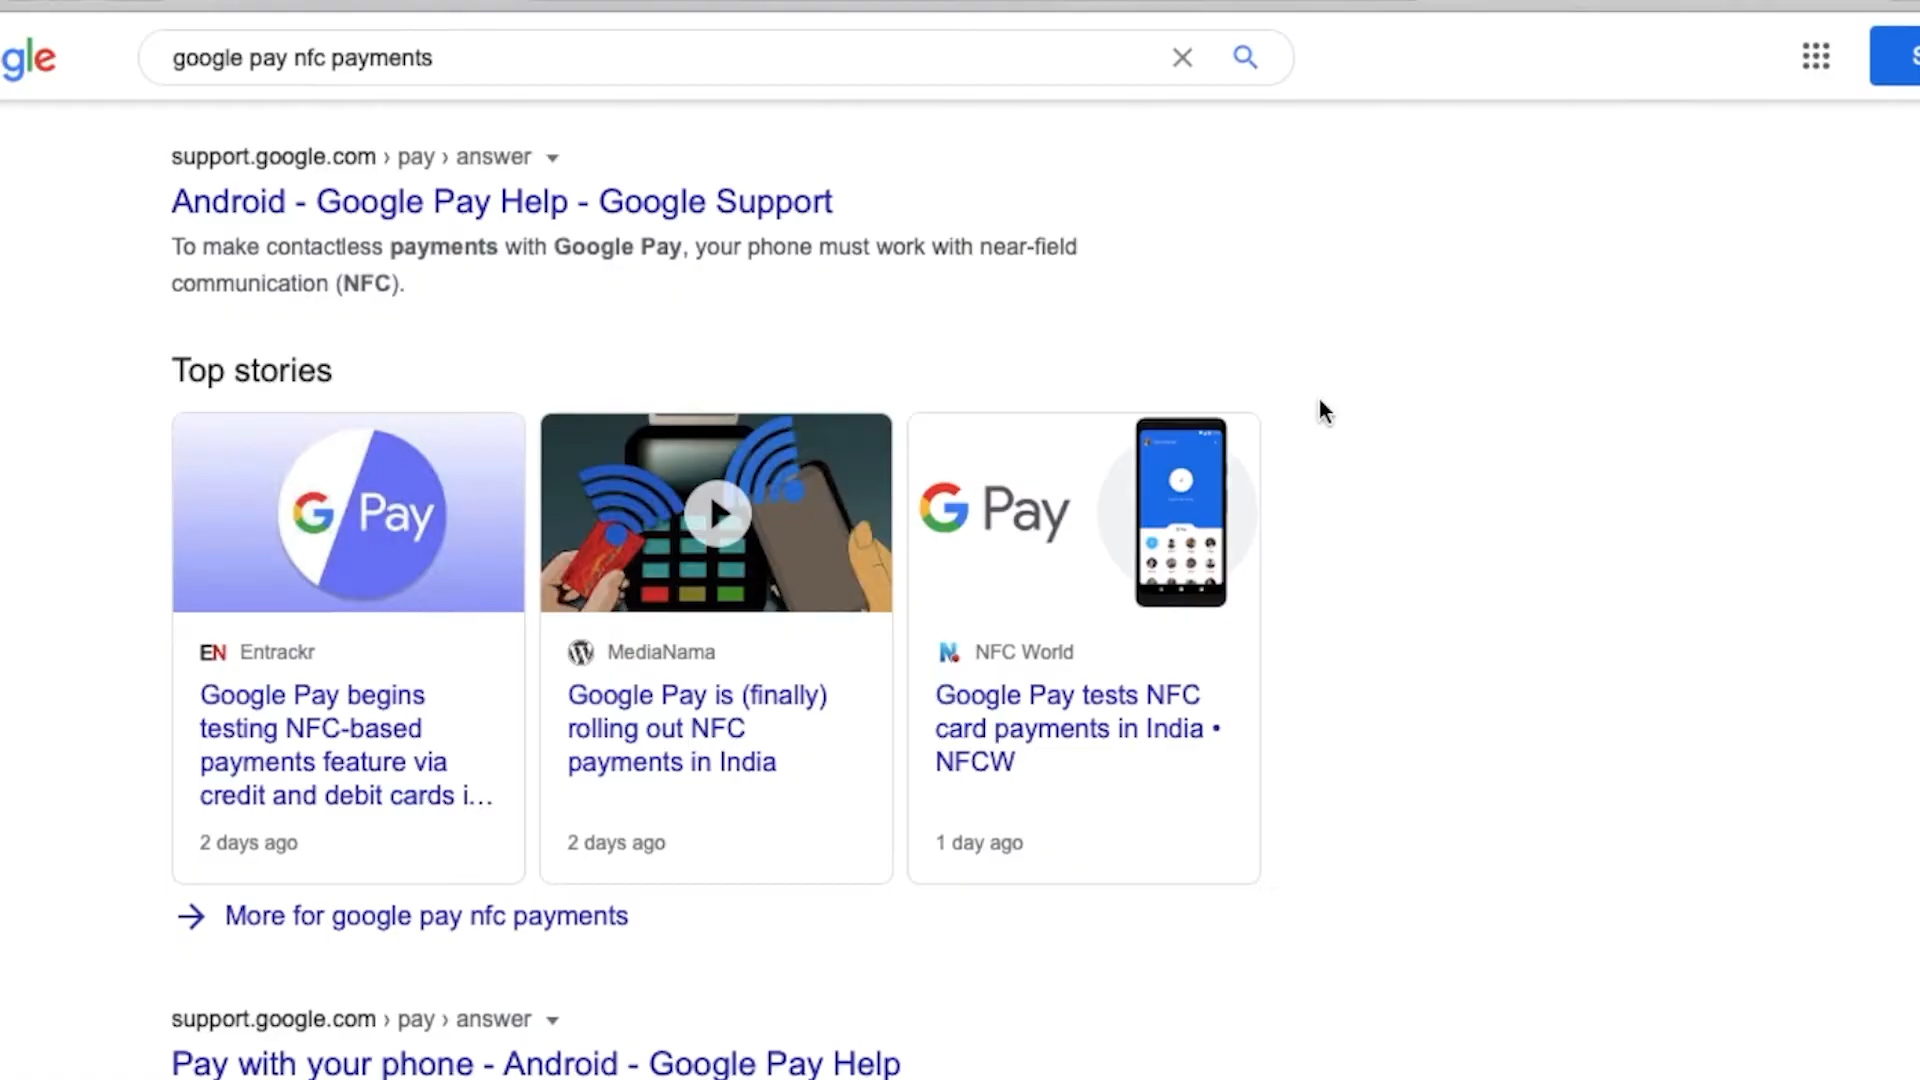 gle
google pay nfc payments
support.google.com › pay › answer
Android - Google Pay Help - Google Support
To make contactless payments with Google Pay, your phone must work with near-field
communication (NFC).
Top stories
G Pay
G Pay
EN Entrackr
Google Pay begins
testing NFC-based
payments feature via
credit and debit cards i...
2 days ago
MediaNama
Google Pay is (finally)
rolling out NFC
payments in India
2 days ago
NFC World
Google Pay tests NFC
card payments in India •
NFCW
1 day ago
More for google pay nfc payments
support.google.com › pay › answer
Pay with your phone - Android - Google Pay Help